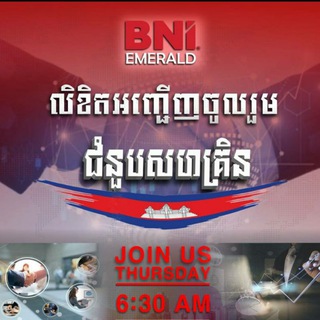 BNI
EMERALD
លិខិតអញ្ជើញចូលរួម
ជំនួបសហគ្រិន
JOIN US
THURSDAY
6:30 AM